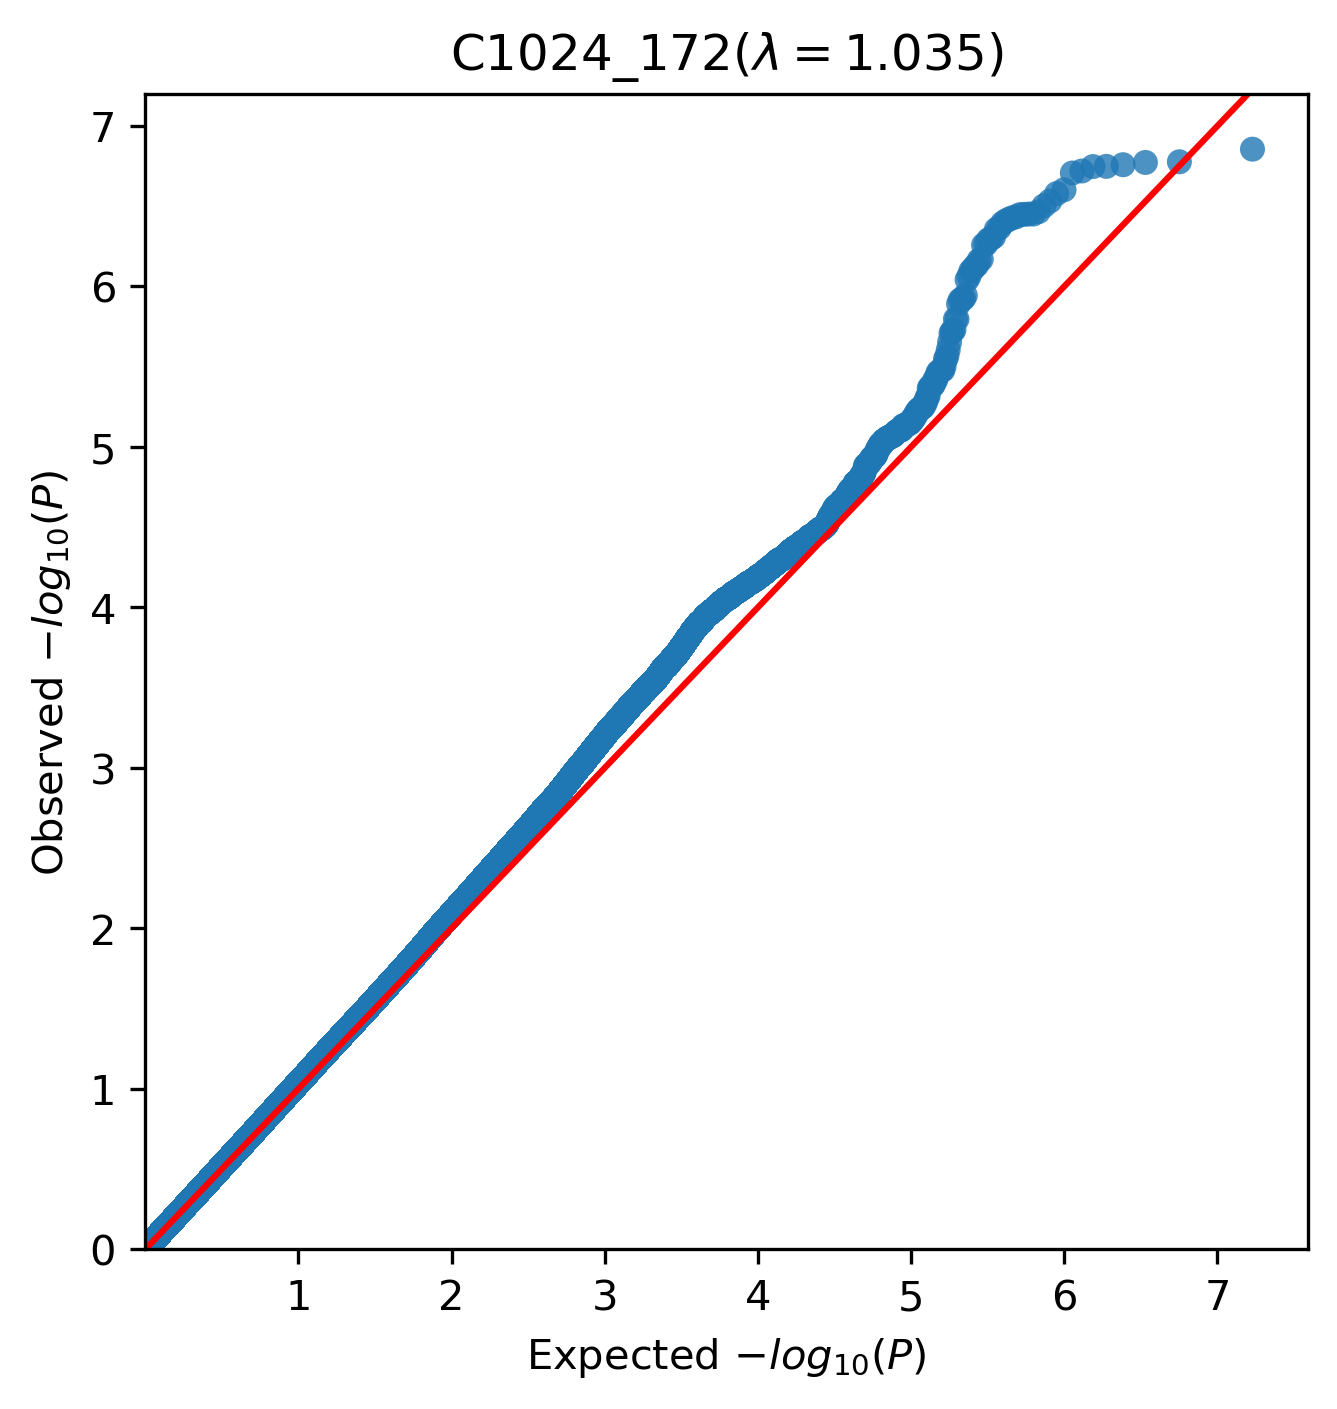 C1024_172(λ = 1.035)
7
6
5
4
3
2
1
0
Observed −log₁₀(P)
1 2 3 4 5 6 7
Expected −log₁₀(P)